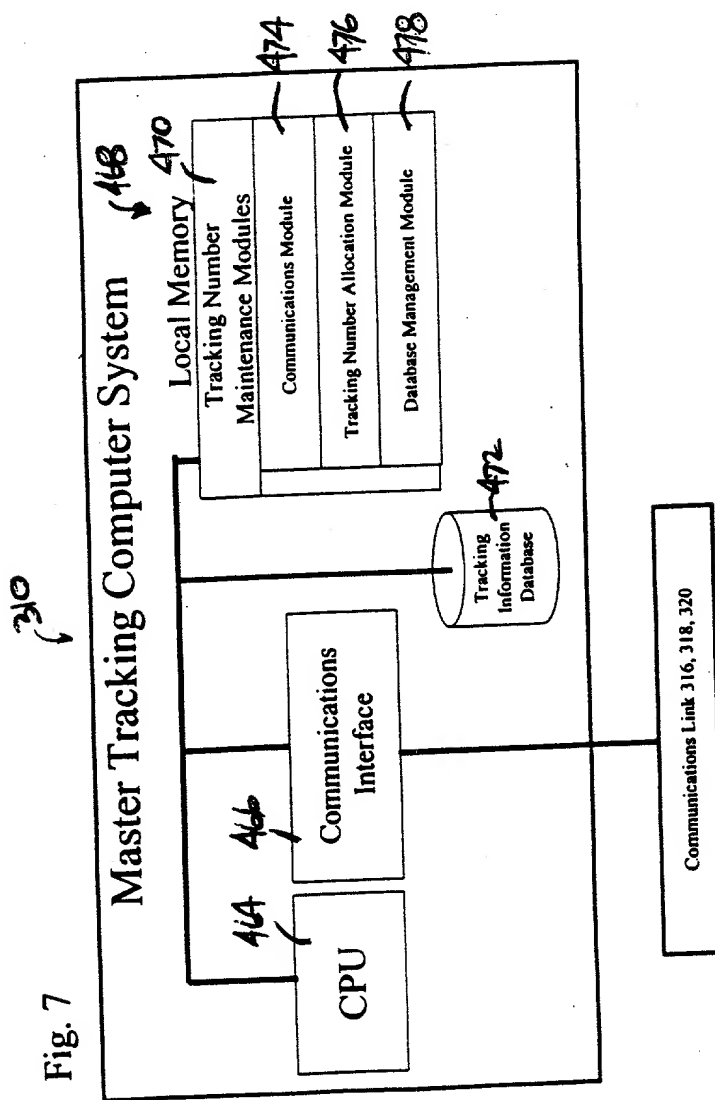 Fig. 7
310
Master Tracking Computer System
468
Local Memory
470
Tracking Number
Maintenance Modules
Communications Module
474
Tracking Number Allocation Module
476
Database Management Module
478
CPU
464
Communications
Interface
466
Tracking
Information
Database
472
Communications Link 316, 318, 320